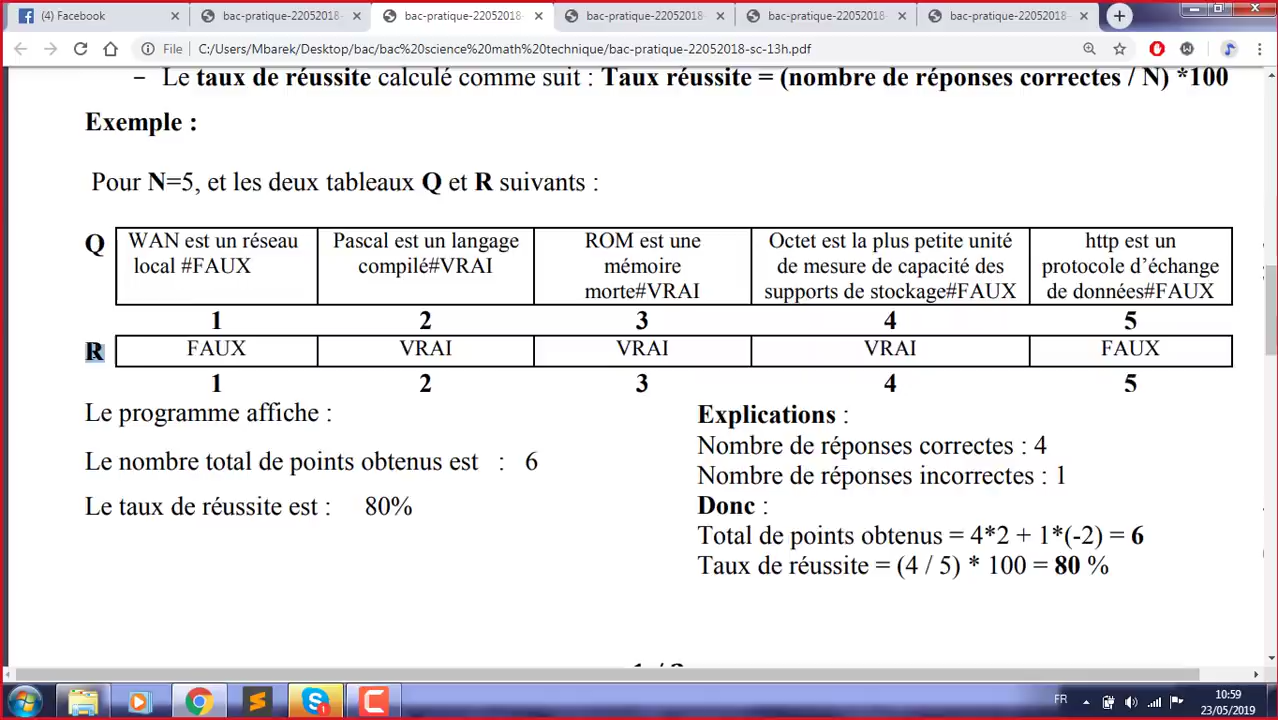 (4) Facebook
bac-pratique-22052018-
bac-pratique-22052018-
bac-pratique-22052018-
bac-pratique-22052018-
bac-pratique-22052018-
File
C:/Users/Mbarek/Desktop/bac/bac%20science%20math%20technique/bac-pratique-22052018-sc-13h.pdf
− Le taux de réussite calculé comme suit : Taux réussite = (nombre de réponses correctes / N) *100
Exemple :
Pour N=5, et les deux tableaux Q et R suivants :
Q
WAN est un réseau
local #FAUX
Pascal est un langage
compilé#VRAI
ROM est une
mémoire
morte#VRAI
Octet est la plus petite unité
de mesure de capacité des
supports de stockage#FAUX
http est un
protocole d’échange
de données#FAUX
1 2 3 4 5
R FAUX VRAI VRAI VRAI FAUX
1 2 3 4 5
Le programme affiche :
Le nombre total de points obtenus est : 6
Le taux de réussite est : 80%
Explications :
Nombre de réponses correctes : 4
Nombre de réponses incorrectes : 1
Donc :
Total de points obtenus = 4*2 + 1*(-2) = 6
Taux de réussite = (4 / 5) * 100 = 80 %
FR
10:59
23/05/2019